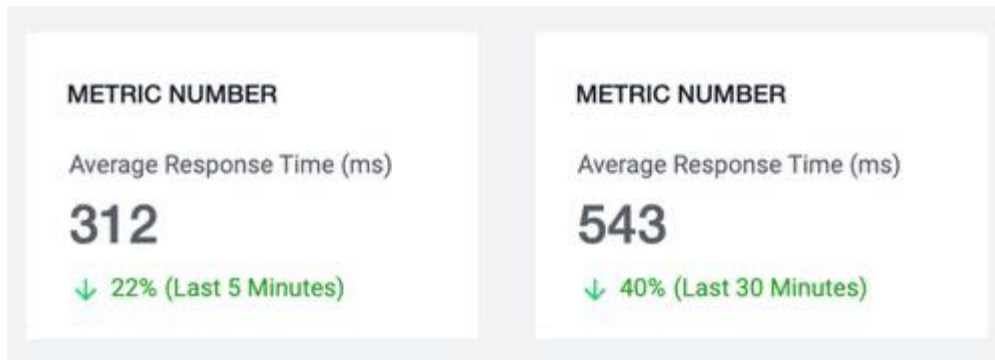 METRIC NUMBER
Average Response Time (ms)
312
↓ 22% (Last 5 Minutes)
METRIC NUMBER
Average Response Time (ms)
543
↓ 40% (Last 30 Minutes)